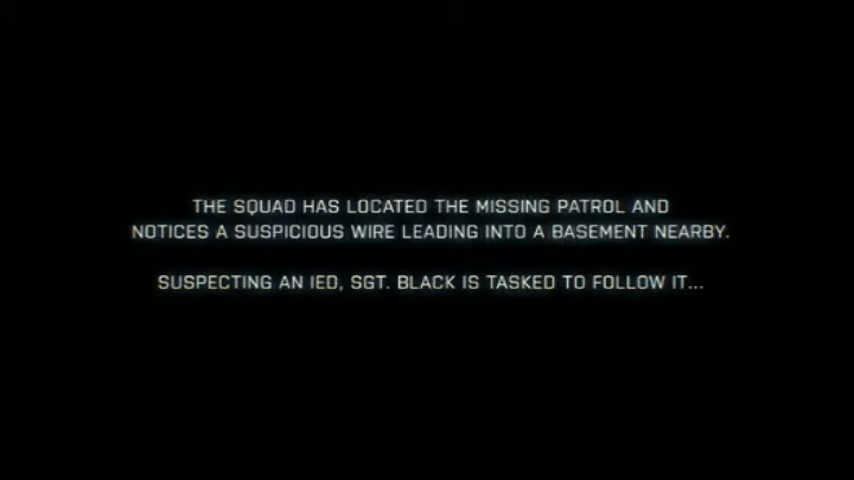 THE SQUAD HAS LOCATED THE MISSING PATROL AND
NOTICES A SUSPICIOUS WIRE LEADING INTO A BASEMENT NEARBY.
SUSPECTING AN IED, SGT. BLACK IS TASKED TO FOLLOW IT...